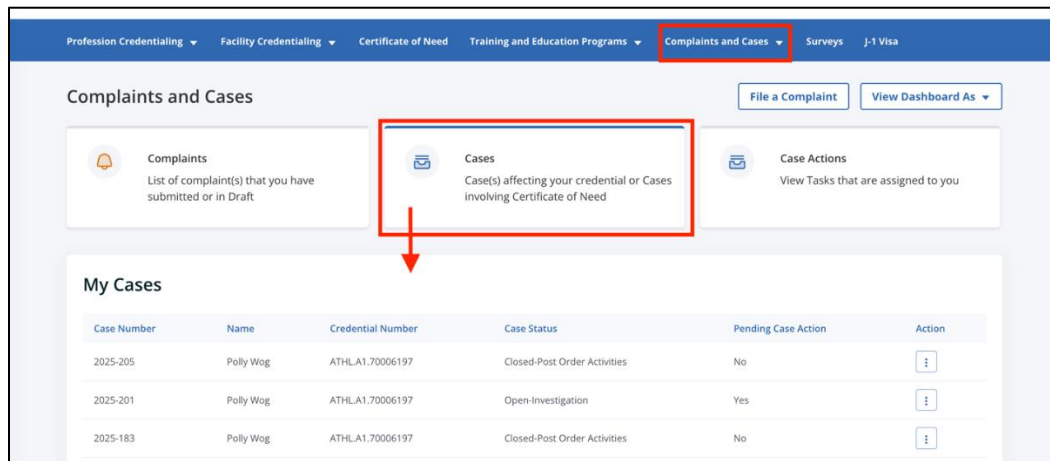 Profession Credentialing Facility Credentialing Certificate of Need Training and Education Programs Complaints and Cases Surveys J-1 Visa
Complaints and Cases
File a Complaint View Dashboard As
Complaints
List of complaint(s) that you have
submitted or in Draft
Cases
Case(s) affecting your credential or Cases
involving Certificate of Need
Case Actions
View Tasks that are assigned to you
My Cases
Case Number Name Credential Number Case Status Pending Case Action Action
2025-205 Polly Wog ATHL.A1.70006197 Closed-Post Order Activities No
2025-201 Polly Wog ATHL.A1.70006197 Open-Investigation Yes
2025-183 Polly Wog ATHL.A1.70006197 Closed-Post Order Activities No